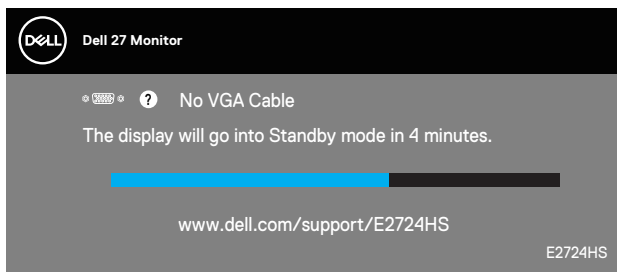 DELL
Dell 27 Monitor
? No VGA Cable
The display will go into Standby mode in 4 minutes.
www.dell.com/support/E2724HS
E2724HS